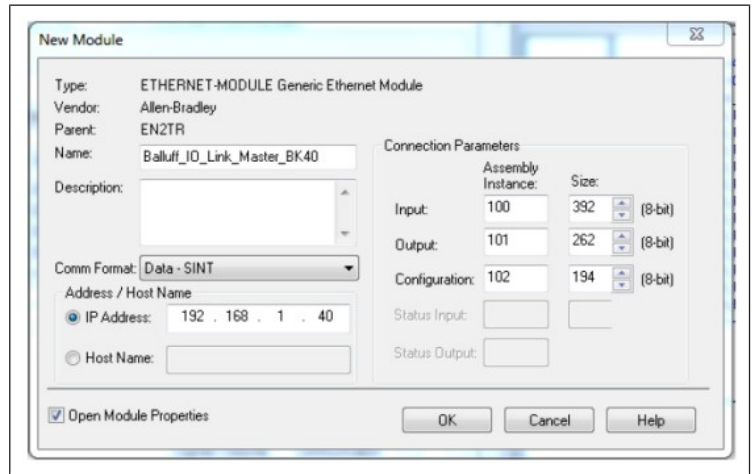 New Module
Type: ETHERNET-MODULE Generic Ethernet Module
Vendor: Allen-Bradley
Parent: EN2TR
Name: Balluff_IO_Link_Master_BK40
Description:
Comm Format: Data - SINT
Address / Host Name
IP Address: 192 . 168 . 1 . 40
Host Name:
Connection Parameters
Assembly
Instance: Size:
Input: 100 392 (8-bit)
Output: 101 262 (8-bit)
Configuration: 102 194 (8-bit)
Status Input:
Status Output:
Open Module Properties
OK Cancel Help